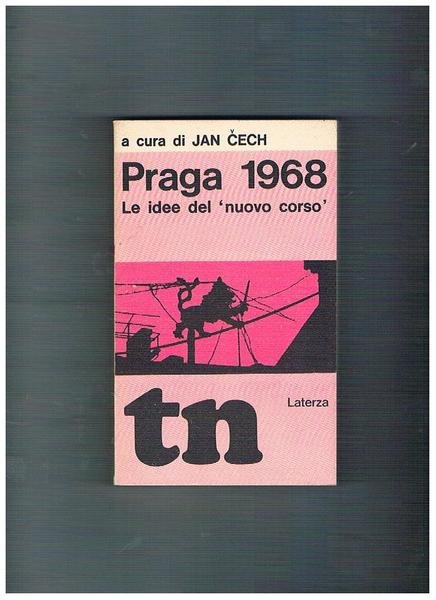 a cura di JAN ČECH
Praga 1968
Le idee del ‘nuovo corso’
Laterza
tn